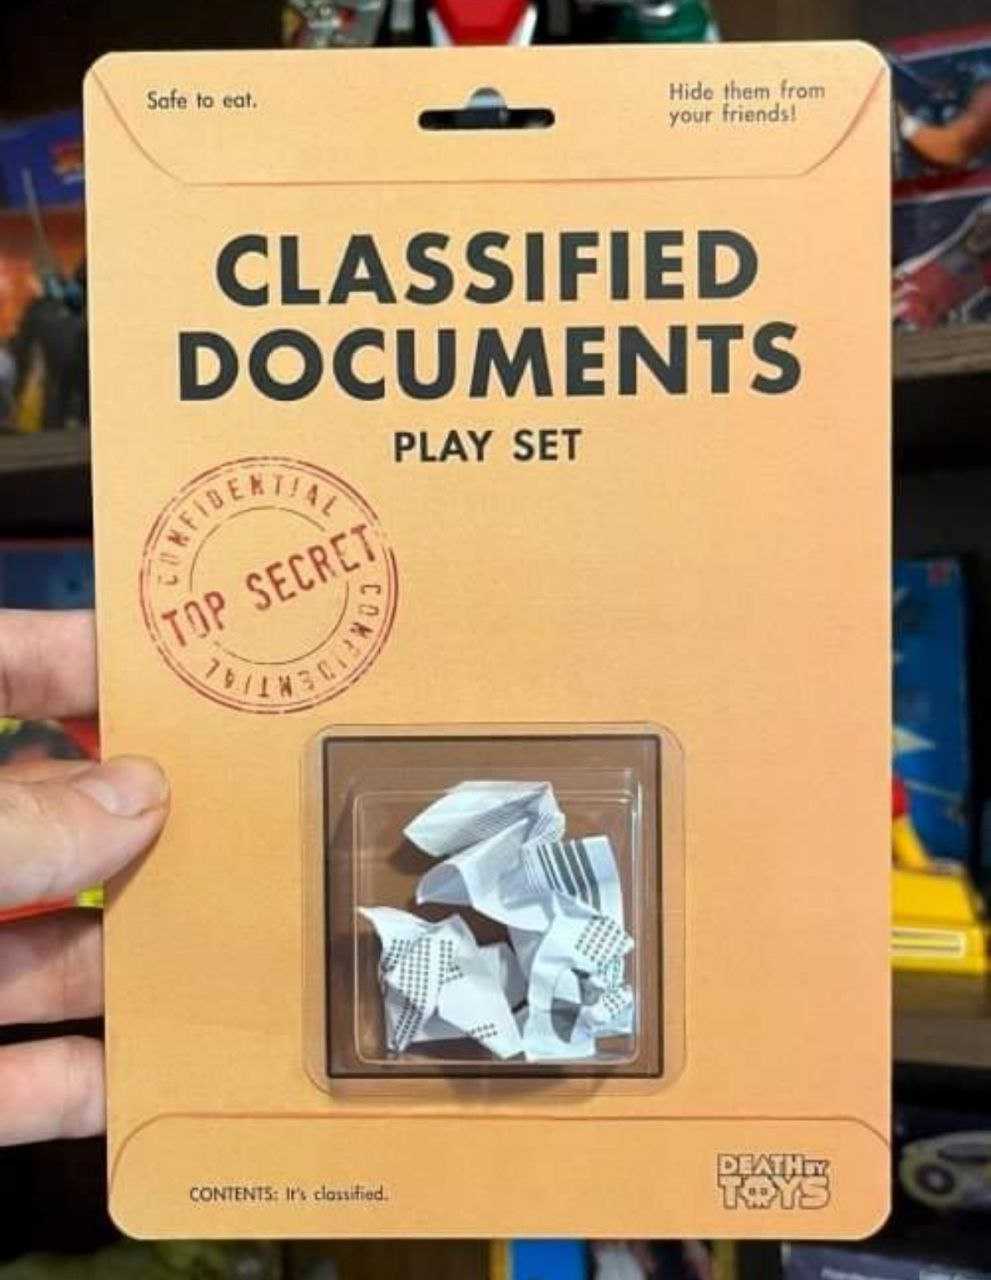 Safe to eat.
Hide them from
your friends!
CLASSIFIED
DOCUMENTS
PLAY SET
CONFIDENTIAL
TOP SECRET
CONFIDENTIAL
CONFIDENTIAL
CONTENTS: It's classified.
DEATH BY
TOYS